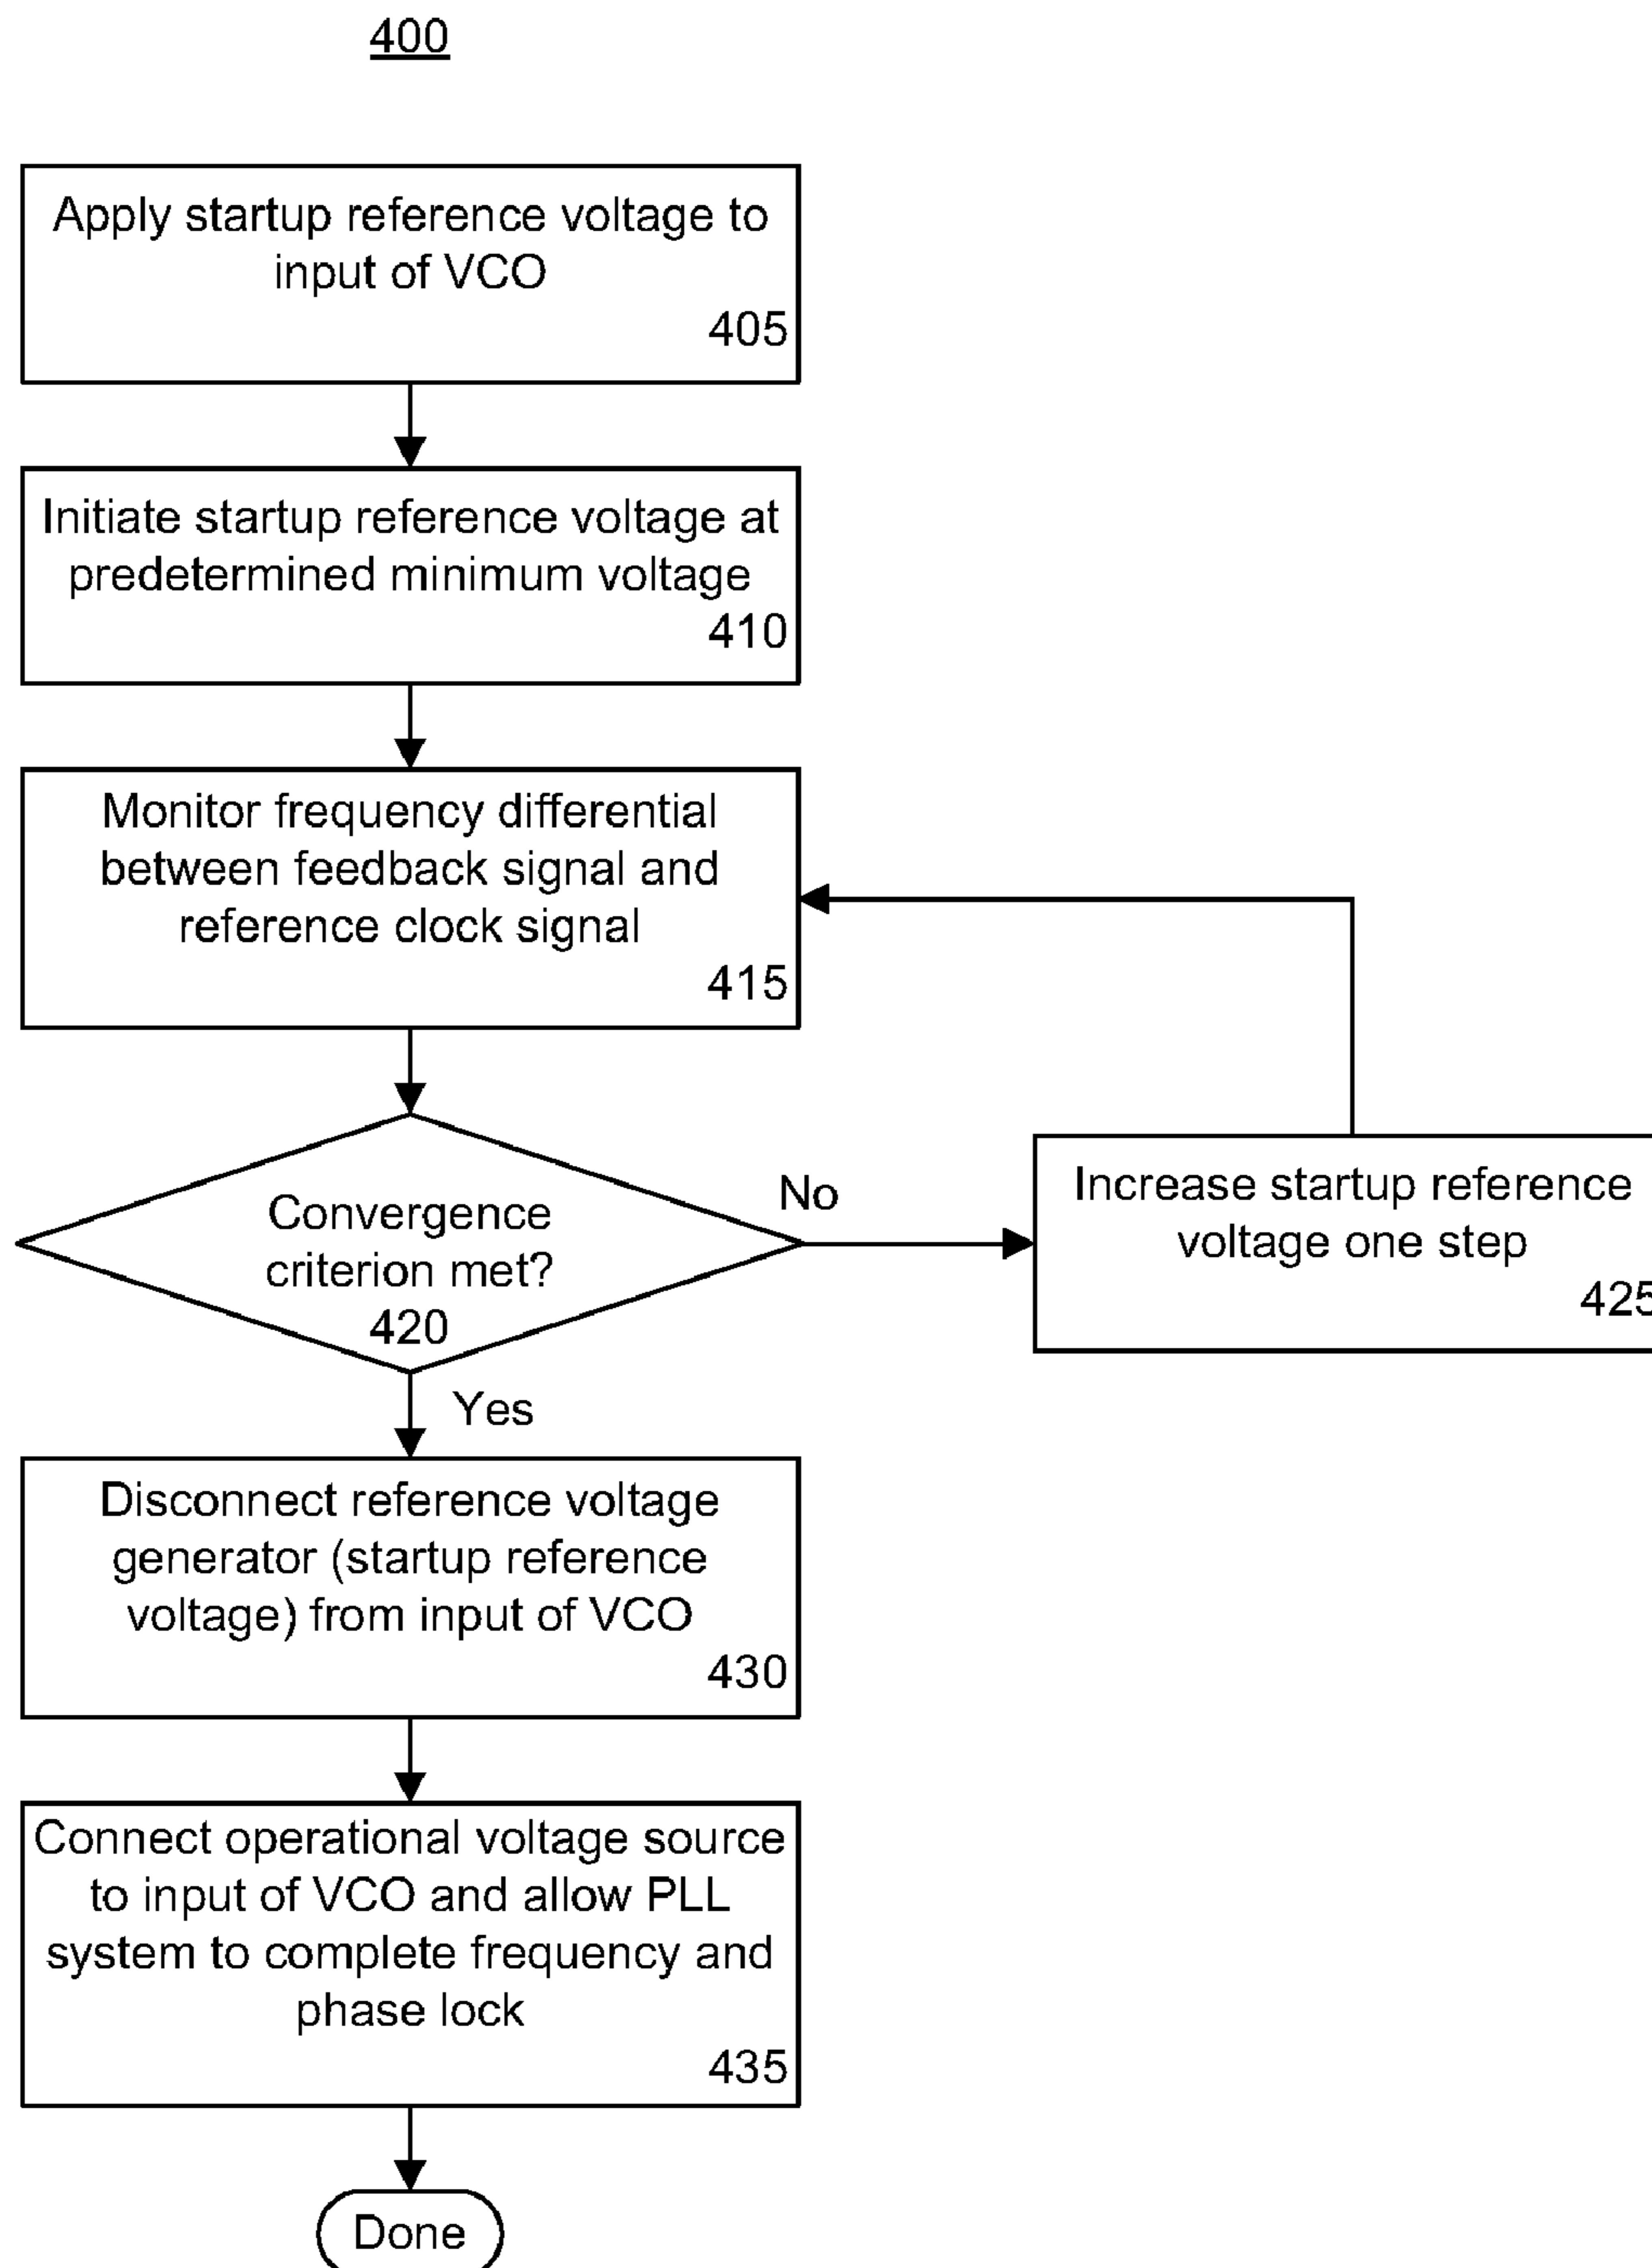 400
Apply startup reference voltage to
input of VCO
405
Initiate startup reference voltage at
predetermined minimum voltage
410
Monitor frequency differential
between feedback signal and
reference clock signal
415
Convergence
criterion met?
420
No
Increase startup reference
voltage one step
425
Yes
Disconnect reference voltage
generator (startup reference
voltage) from input of VCO
430
Connect operational voltage source
to input of VCO and allow PLL
system to complete frequency and
phase lock
435
Done